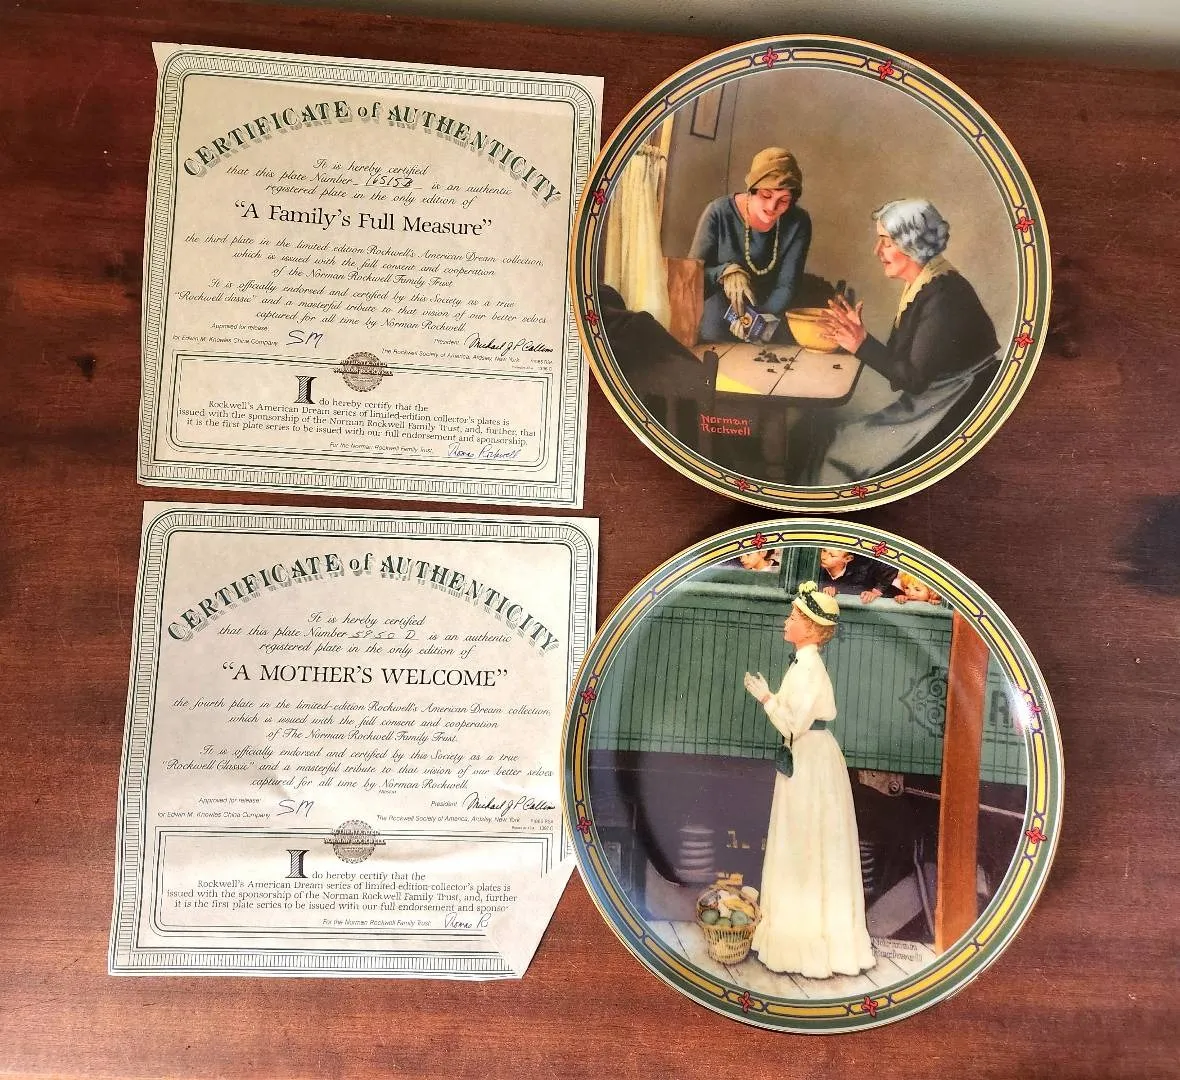 CERTIFICATE of AUTHENTICITY
It is hereby certified
that this plate Number 16515B is an authentic
registered plate in the only edition of
"A Family's Full Measure"
the third plate in the limited-edition Rockwell's American Dream collection,
which is issued with the full consent and cooperation
of the Norman Rockwell Family Trust
It is officially endorsed and certified by this Society as a true
"Rockwell classic" and a masterful tribute to that vision of our better selves
captured for all time by Norman Rockwell.
Approved for release:
for Edwin M. Knowles China Company SM
President Michael J P Collins
The Rockwell Society of America, Ardsley, New York
I do hereby certify that the
Rockwell's American Dream series of limited-edition collector's plates is
issued with the sponsorship of the Norman Rockwell Family Trust, and, further, that
it is the first plate series to be issued with our full endorsement and sponsorship.
For the Norman Rockwell Family Trust, Thomas Rockwell
Norman
Rockwell
CERTIFICATE of AUTHENTICITY
It is hereby certified
that this plate Number 5950 D is an authentic
registered plate in the only edition of
"A MOTHER'S WELCOME"
the fourth plate in the limited-edition Rockwell's American Dream collection,
which is issued with the full consent and cooperation
of The Norman Rockwell Family Trust.
It is officially endorsed and certified by this Society as a true
"Rockwell Classic" and a masterful tribute to that vision of our better selves
captured for all time by Norman Rockwell.
Approved for release:
for Edwin M. Knowles China Company SM
President Michael J P Collins
The Rockwell Society of America, Ardsley, New York
I do hereby certify that the
Rockwell's American Dream series of limited-edition collector's plates is
issued with the sponsorship of the Norman Rockwell Family Trust, and, further
it is the first plate series to be issued with our full endorsement and sponso
For the Norman Rockwell Family Trust: Thomas R
Norman
Rockwell